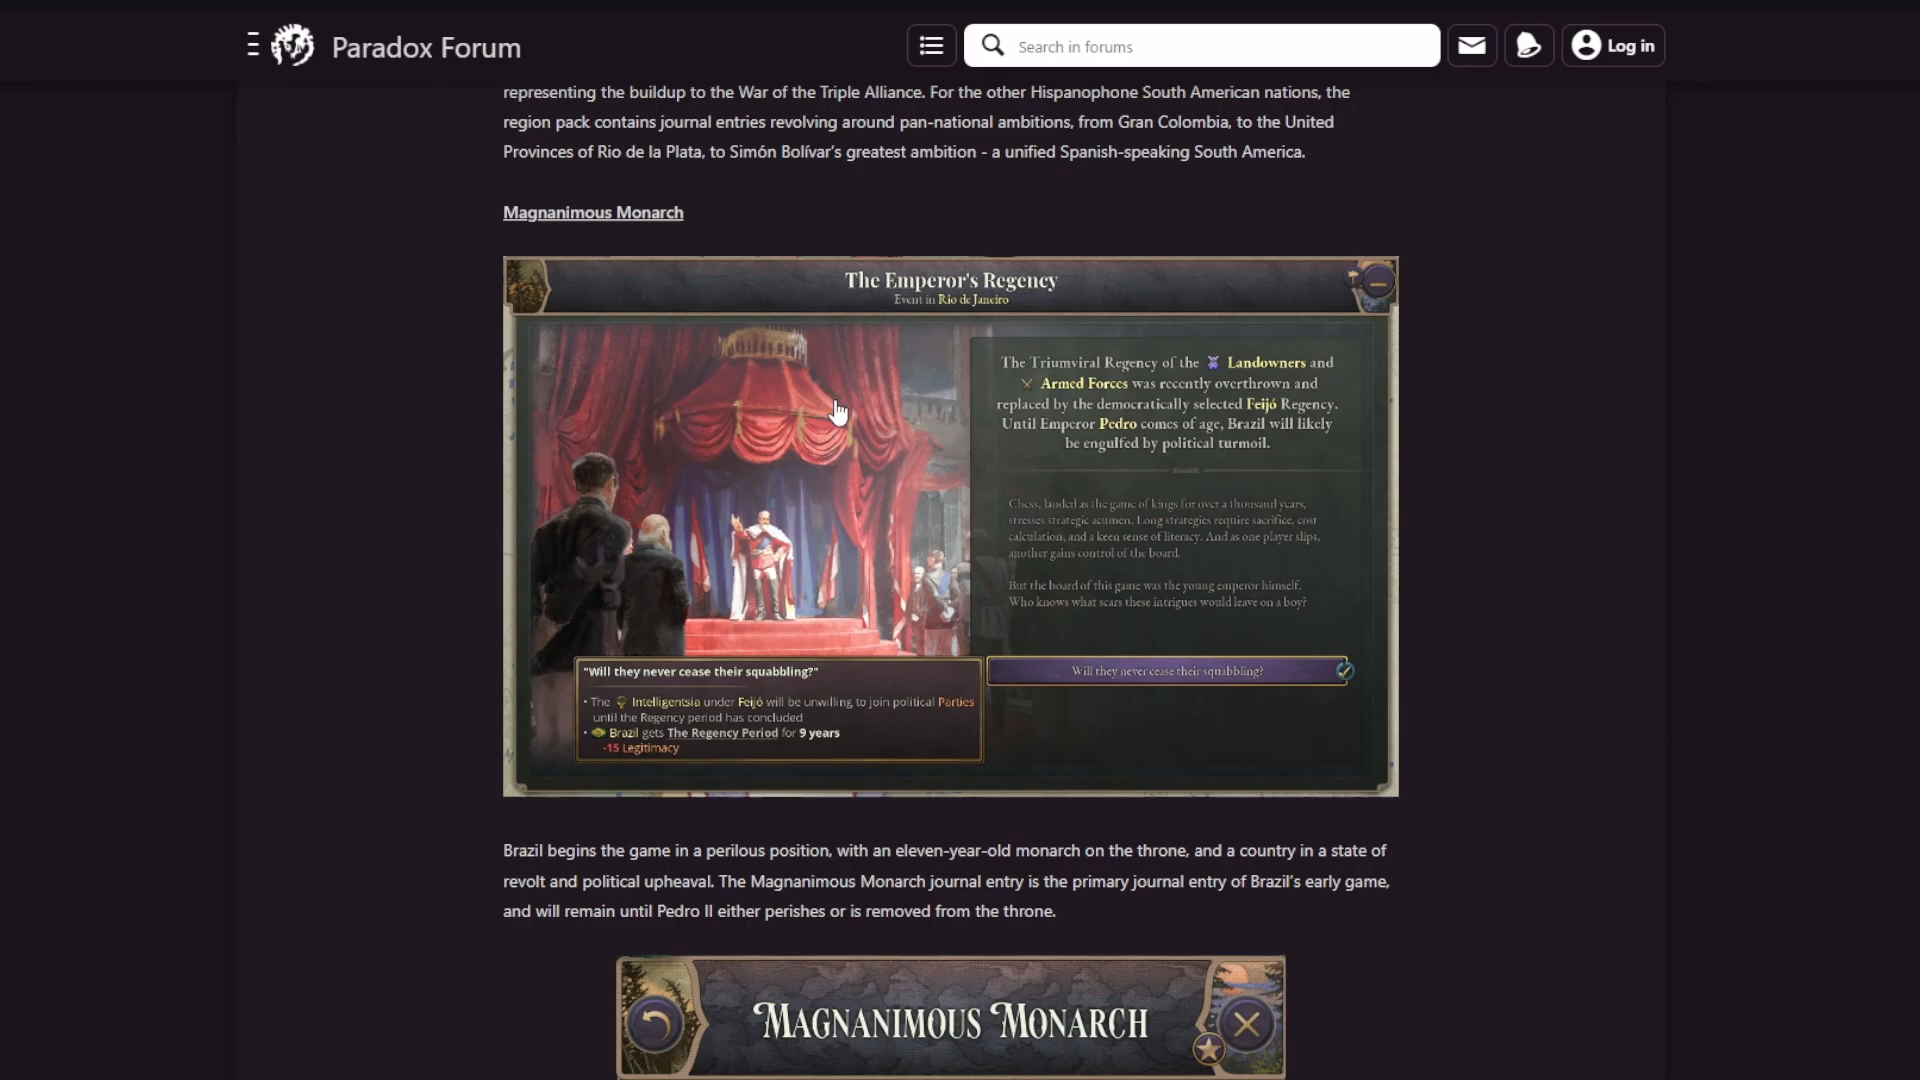 Paradox Forum
Search in forums
Log in
representing the buildup to the War of the Triple Alliance. For the other Hispanophone South American nations, the
region pack contains journal entries revolving around pan-national ambitions, from Gran Colombia, to the United
Provinces of Rio de la Plata, to Simón Bolívar’s greatest ambition - a unified Spanish-speaking South America.
Magnanimous Monarch
The Emperor's Regency
Event in Rio de Janeiro
The Triumviral Regency of the Landowners and
Armed Forces was recently overthrown and
replaced by the democratically selected Feijó Regency.
Until Emperor Pedro comes of age, Brazil will likely
be engulfed by political turmoil.
Chess, lauded as the game of kings for over a thousand years,
stresses strategic acumen. Long strategies require sacrifice, cost
calculation, and a keen sense of literacy. And as one player slips,
another gains control of the board.
But the board of this game was the young emperor himself.
Who knows what scars these intrigues would leave on a boy?
"Will they never cease their squabbling?"
• The Intelligentsia under Feijó will be unwilling to join political Parties
until the Regency period has concluded
• Brazil gets The Regency Period for 9 years
-15 Legitimacy
Will they never cease their squabbling?
Brazil begins the game in a perilous position, with an eleven-year-old monarch on the throne, and a country in a state of
revolt and political upheaval. The Magnanimous Monarch journal entry is the primary journal entry of Brazil’s early game,
and will remain until Pedro II either perishes or is removed from the throne.
MAGNANIMOUS MONARCH